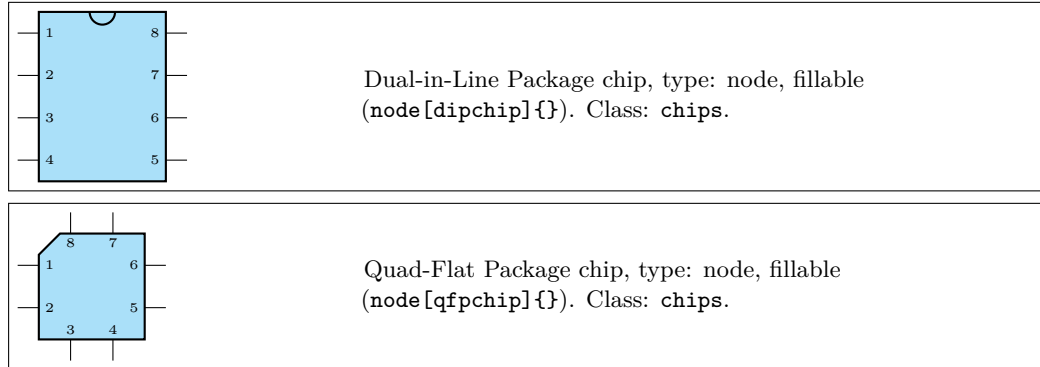 1 8
2 7
3 6
4 5
Dual-in-Line Package chip, type: node, fillable
(node[dipchip]{}). Class: chips.
8 7
1 6
2 5
3 4
Quad-Flat Package chip, type: node, fillable
(node[qfpchip]{}). Class: chips.